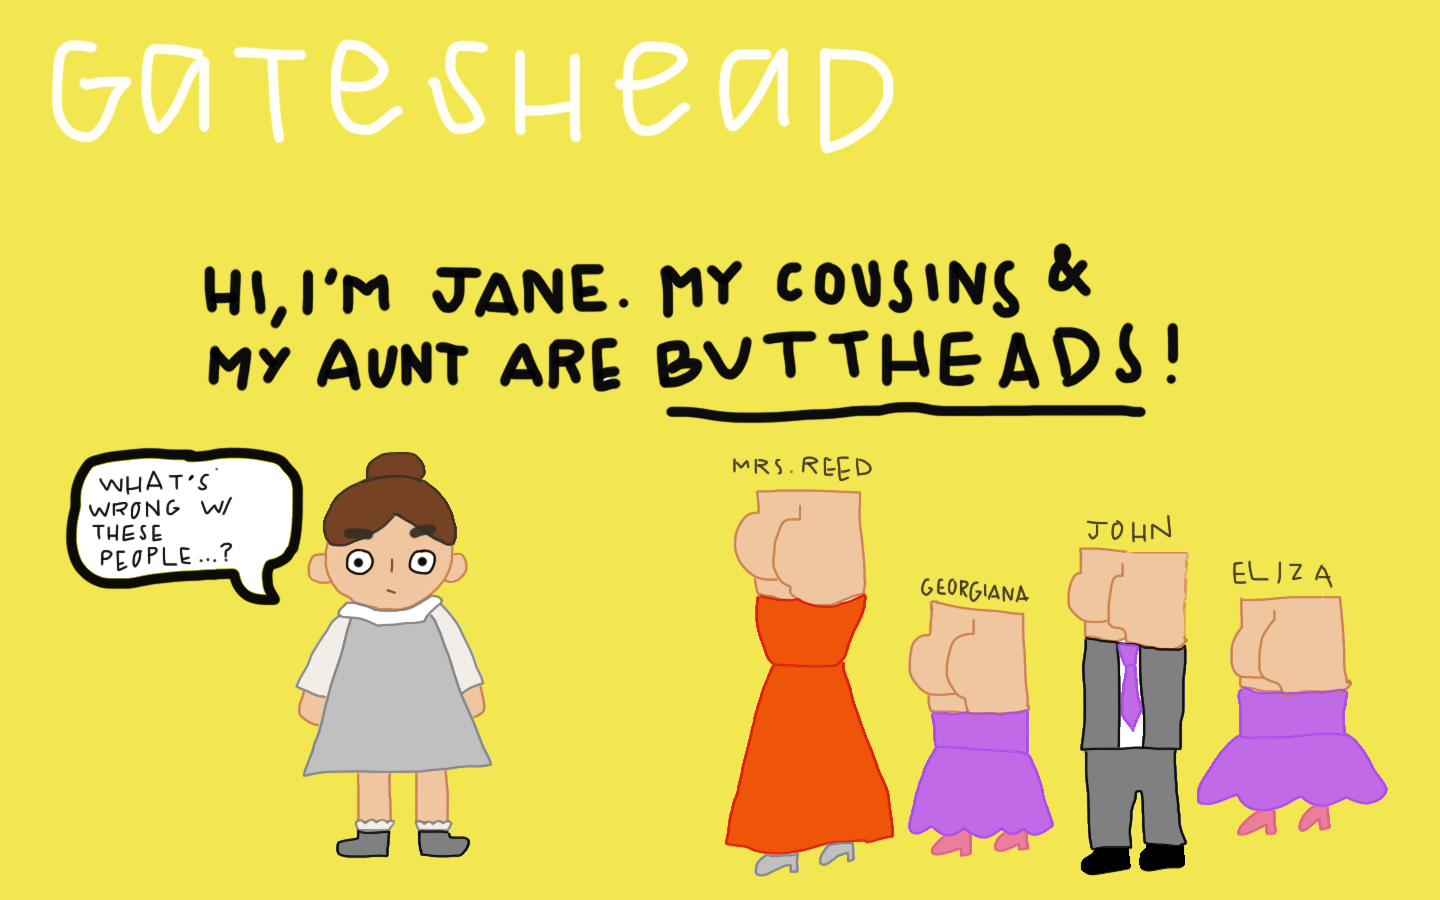 GaTesHeaD
HI, I'M JANE. MY COUSINS &
MY AUNT ARE BUTTHEADS!
WHAT'S
WRONG W/
THESE
PEOPLE...?
MRS. REED
GEORGIANA
JOHN
ELIZA